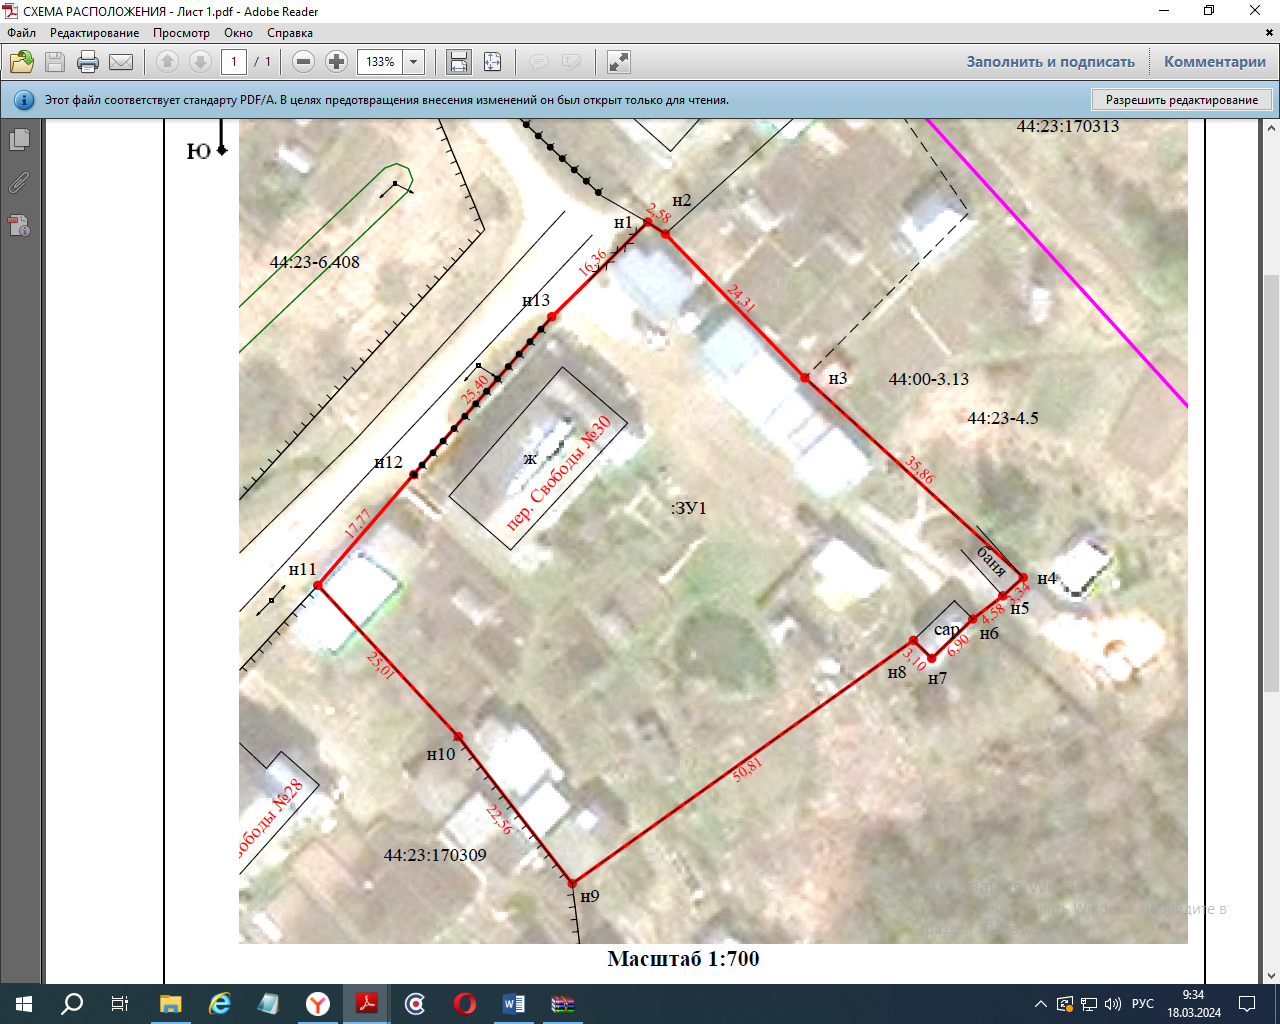 СХЕМА РАСПОЛОЖЕНИЯ - Лист 1.pdf - Adobe Reader
Файл Редактирование Просмотр Окно Справка
1 / 1 133% Заполнить и подписать Комментарии
Этот файл соответствует стандарту PDF/A. В целях предотвращения внесения изменений он был открыт только для чтения. Разрешить редактирование
44:23:170313
Ю
н2
2,58
н1
44:23-6.408
16,36
24,31
н13
н3
44:00-3.13
25,40
44:23-4.5
ж
пер. Свободы №30
н12
35,86
:ЗУ1
17,77
баня
н11
н4
3,34
н5
4,58
сар
н6
6,90
3,10
н8
н7
25,01
н10
50,81
ободы №28
22,56
44:23:170309
н9
Масштаб 1:700
РУС
9:34
18.03.2024